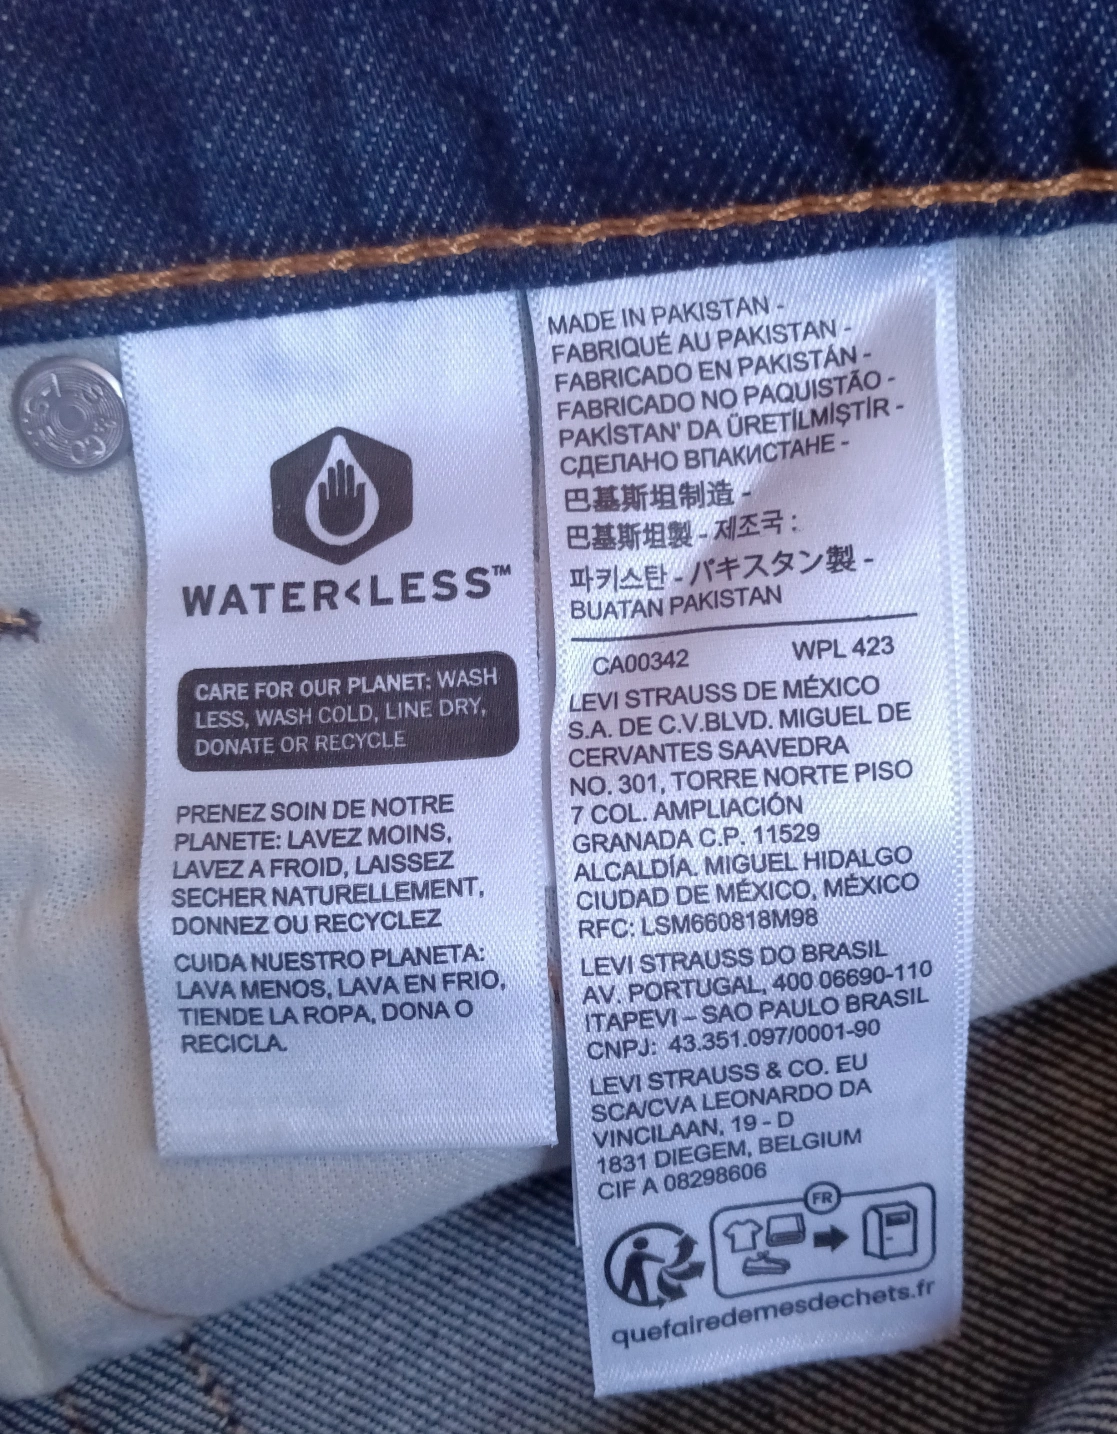 WATER<LESS™
CARE FOR OUR PLANET: WASH
LESS, WASH COLD, LINE DRY,
DONATE OR RECYCLE
PRENEZ SOIN DE NOTRE
PLANETE: LAVEZ MOINS,
LAVEZ A FROID, LAISSEZ
SECHER NATURELLEMENT,
DONNEZ OU RECYCLEZ
CUIDA NUESTRO PLANETA:
LAVA MENOS, LAVA EN FRIO,
TIENDE LA ROPA, DONA O
RECICLA.
MADE IN PAKISTAN -
FABRIQUÉ AU PAKISTAN -
FABRICADO EN PAKISTÁN -
FABRICADO NO PAQUISTÃO -
PAKİSTAN' DA ÜRETİLMİŞTİR -
СДЕЛАНО ВПАКИСТАНЕ -
巴基斯坦制造 -
巴基斯坦製 - 제조국 :
파키스탄 - パキスタン製 -
BUATAN PAKISTAN
CA00342 WPL 423
LEVI STRAUSS DE MÉXICO
S.A. DE C.V.BLVD. MIGUEL DE
CERVANTES SAAVEDRA
NO. 301, TORRE NORTE PISO
7 COL. AMPLIACIÓN
GRANADA C.P. 11529
ALCALDÍA. MIGUEL HIDALGO
CIUDAD DE MÉXICO, MÉXICO
RFC: LSM660818M98
LEVI STRAUSS DO BRASIL
AV. PORTUGAL, 400 06690-110
ITAPEVI – SAO PAULO BRASIL
CNPJ: 43.351.097/0001-90
LEVI STRAUSS & CO. EU
SCA/CVA LEONARDO DA
VINCILAAN, 19 - D
1831 DIEGEM, BELGIUM
CIF A 08298606
FR
quefairedemesdechets.fr